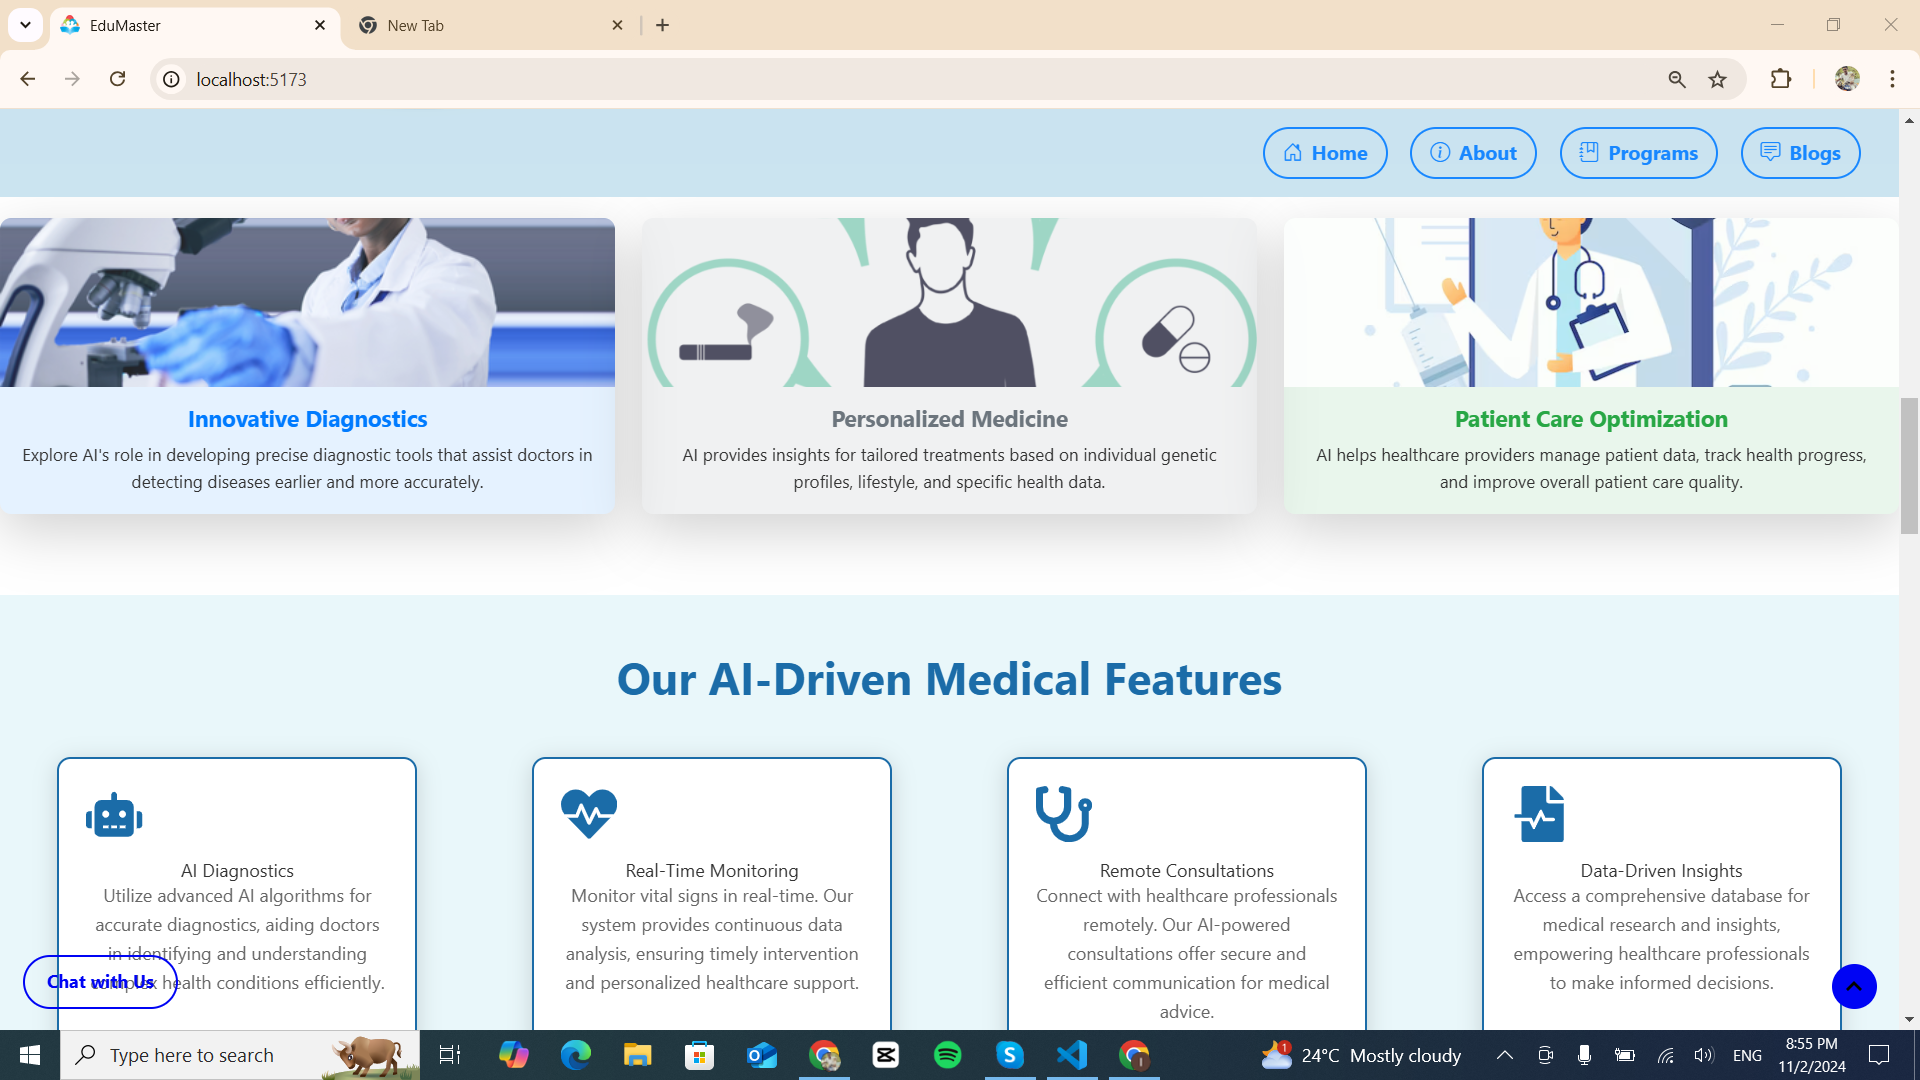 EduMaster
New Tab
localhost:5173
Home
About
Programs
Blogs
Innovative Diagnostics
Explore AI's role in developing precise diagnostic tools that assist doctors in
detecting diseases earlier and more accurately.
Personalized Medicine
AI provides insights for tailored treatments based on individual genetic
profiles, lifestyle, and specific health data.
Patient Care Optimization
AI helps healthcare providers manage patient data, track health progress,
and improve overall patient care quality.
Our AI-Driven Medical Features
AI Diagnostics
Utilize advanced AI algorithms for
accurate diagnostics, aiding doctors
in identifying and understanding
complex health conditions efficiently.
Real-Time Monitoring
Monitor vital signs in real-time. Our
system provides continuous data
analysis, ensuring timely intervention
and personalized healthcare support.
Remote Consultations
Connect with healthcare professionals
remotely. Our AI-powered
consultations offer secure and
efficient communication for medical
advice.
Data-Driven Insights
Access a comprehensive database for
medical research and insights,
empowering healthcare professionals
to make informed decisions.
Chat with Us
Type here to search
1
24°C Mostly cloudy
ENG
8:55 PM
11/2/2024